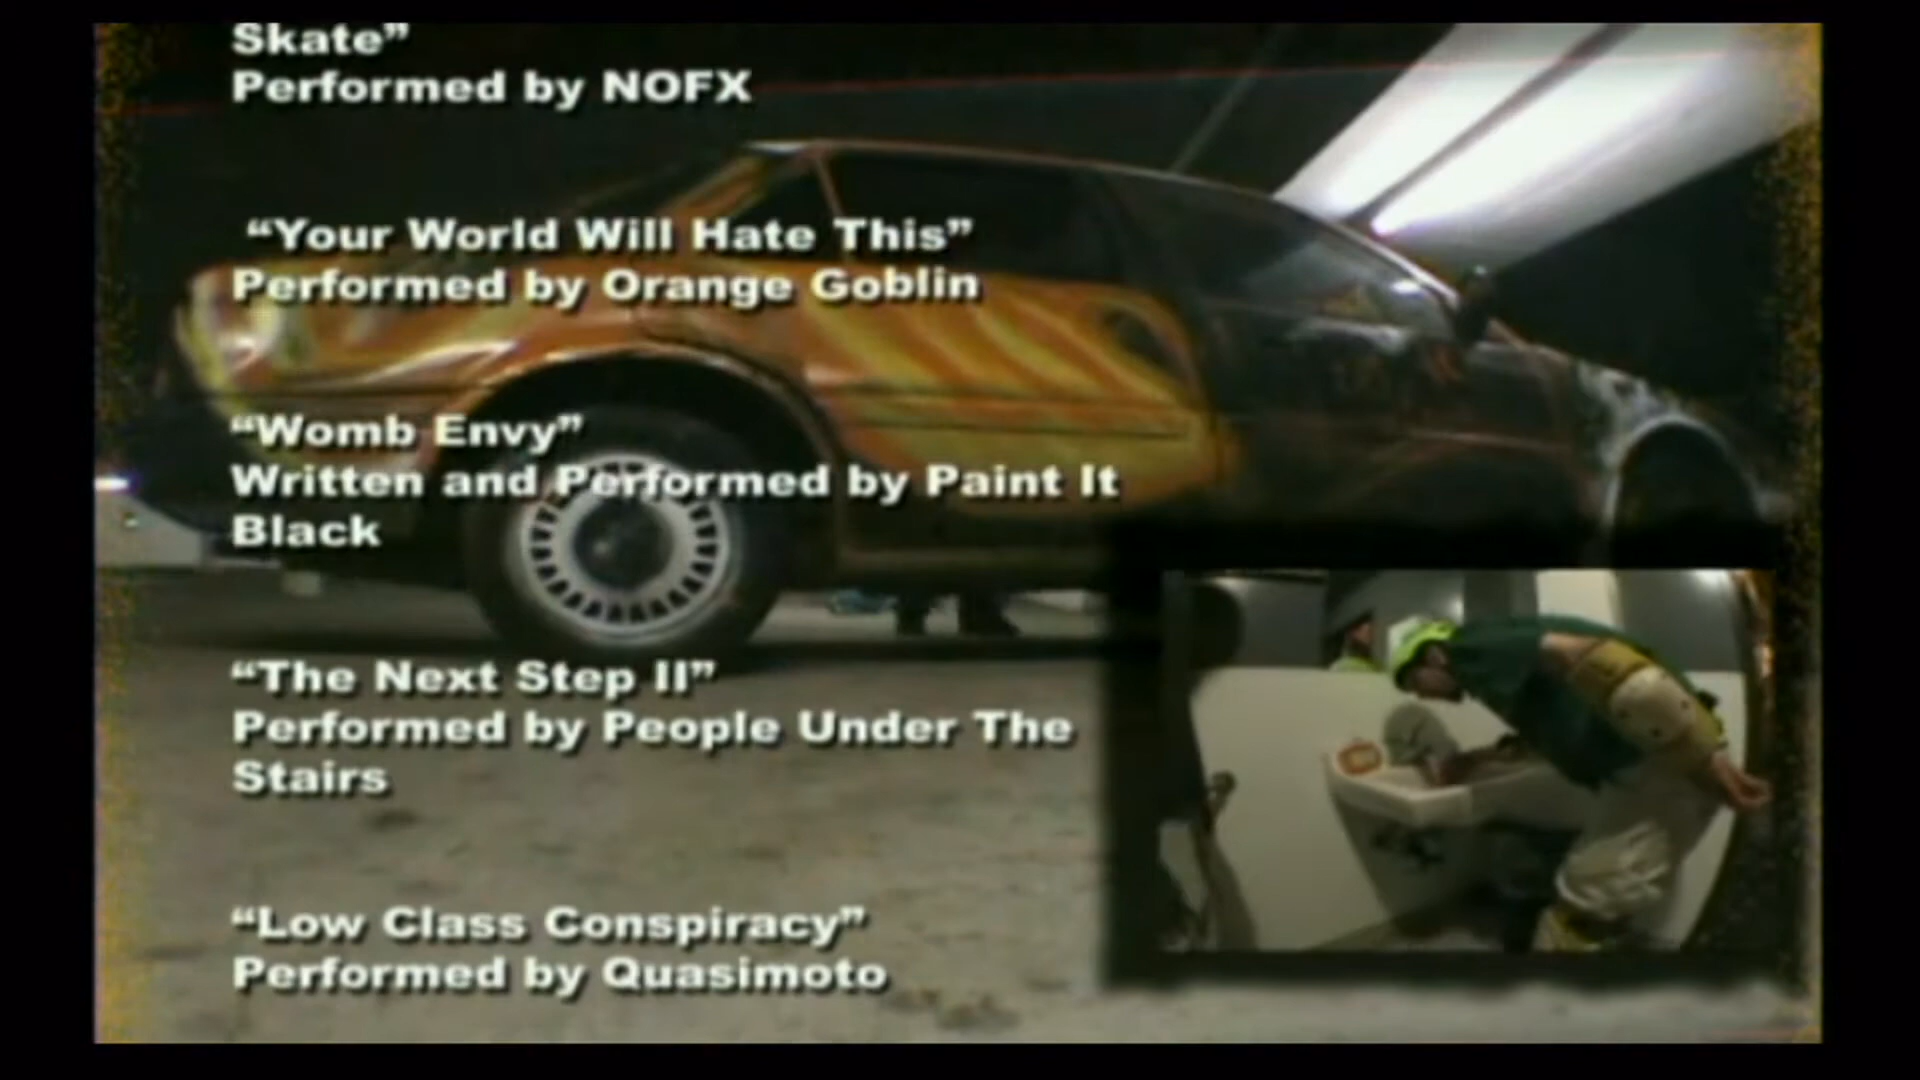 Skate”
Performed by NOFX
“Your World Will Hate This”
Performed by Orange Goblin
“Womb Envy”
Written and Performed by Paint It
Black
“The Next Step II”
Performed by People Under The
Stairs
“Low Class Conspiracy”
Performed by Quasimoto